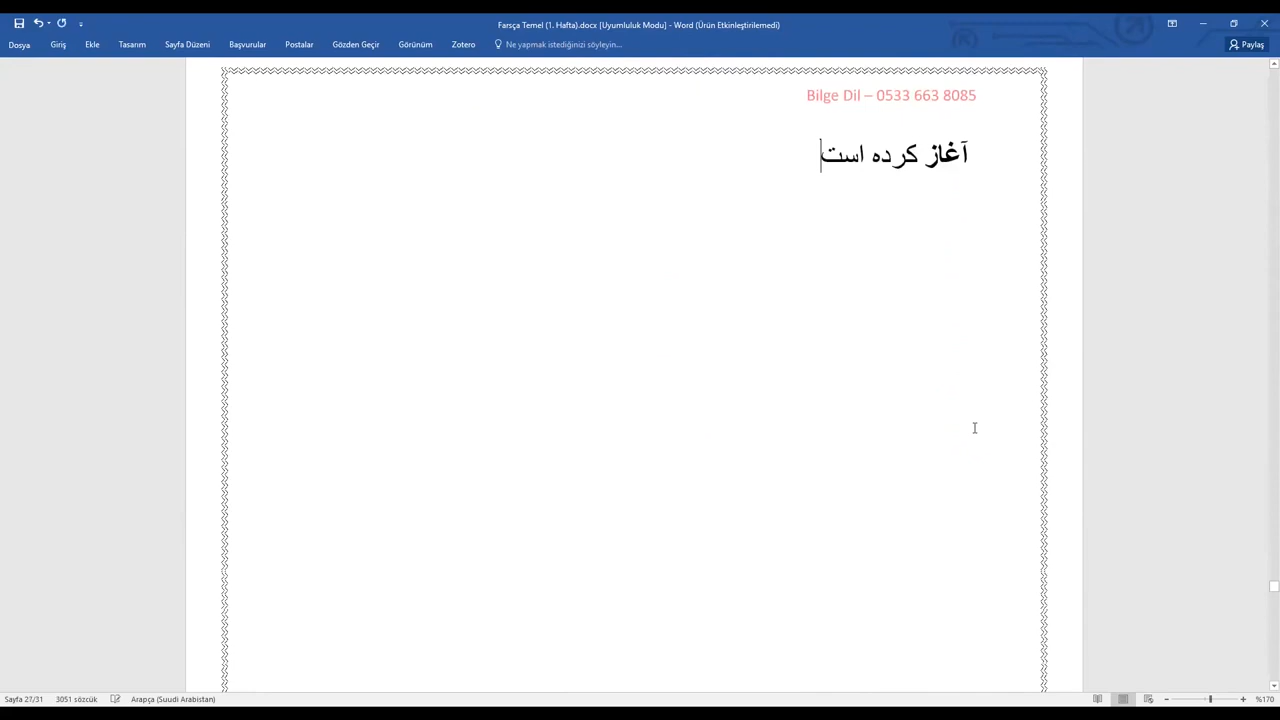 Farsça Temel (1. Hafta).docx [Uyumluluk Modu] - Word (Ürün Etkinleştirilemedi)
Dosya Giriş Ekle Tasarım Sayfa Düzeni Başvurular Postalar Gözden Geçir Görünüm Zotero Ne yapmak istediğinizi söyleyin... Paylaş
Bilge Dil – 0533 663 8085
آغاز کرده است
Sayfa 27/31 3051 sözcük Arapça (Suudi Arabistan) %170